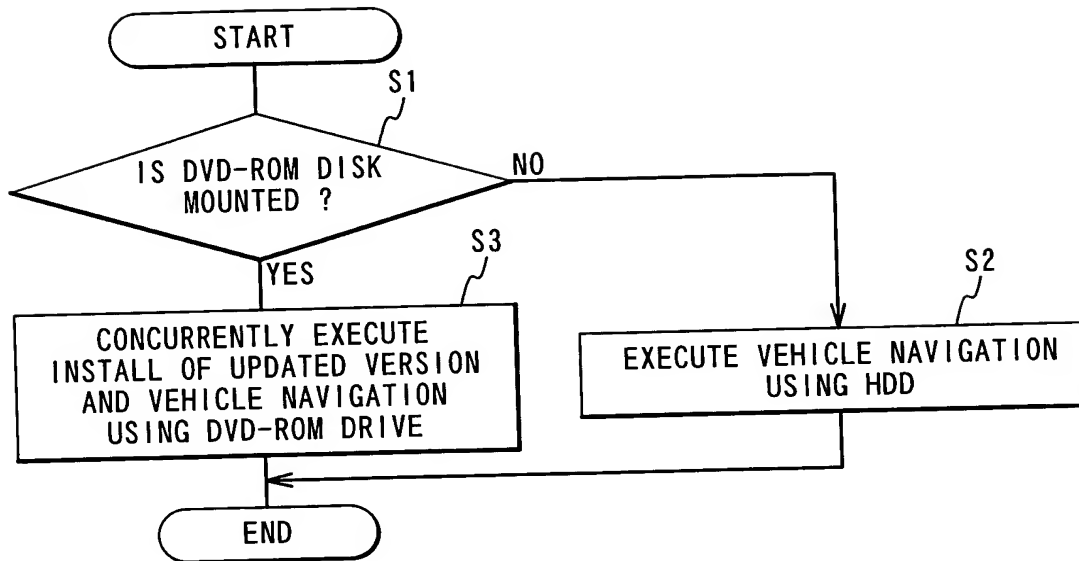 START
S1
IS DVD-ROM DISK
MOUNTED ?
NO
YES
S3
CONCURRENTLY EXECUTE
INSTALL OF UPDATED VERSION
AND VEHICLE NAVIGATION
USING DVD-ROM DRIVE
S2
EXECUTE VEHICLE NAVIGATION
USING HDD
END